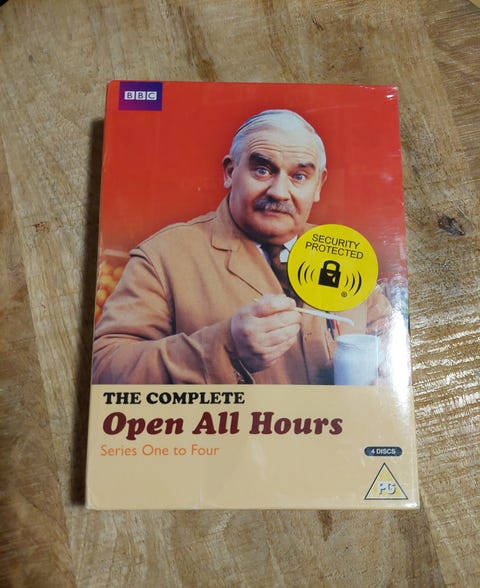 BBC
SECURITY
PROTECTED
®
THE COMPLETE
Open All Hours
Series One to Four
4 DISCS
PG